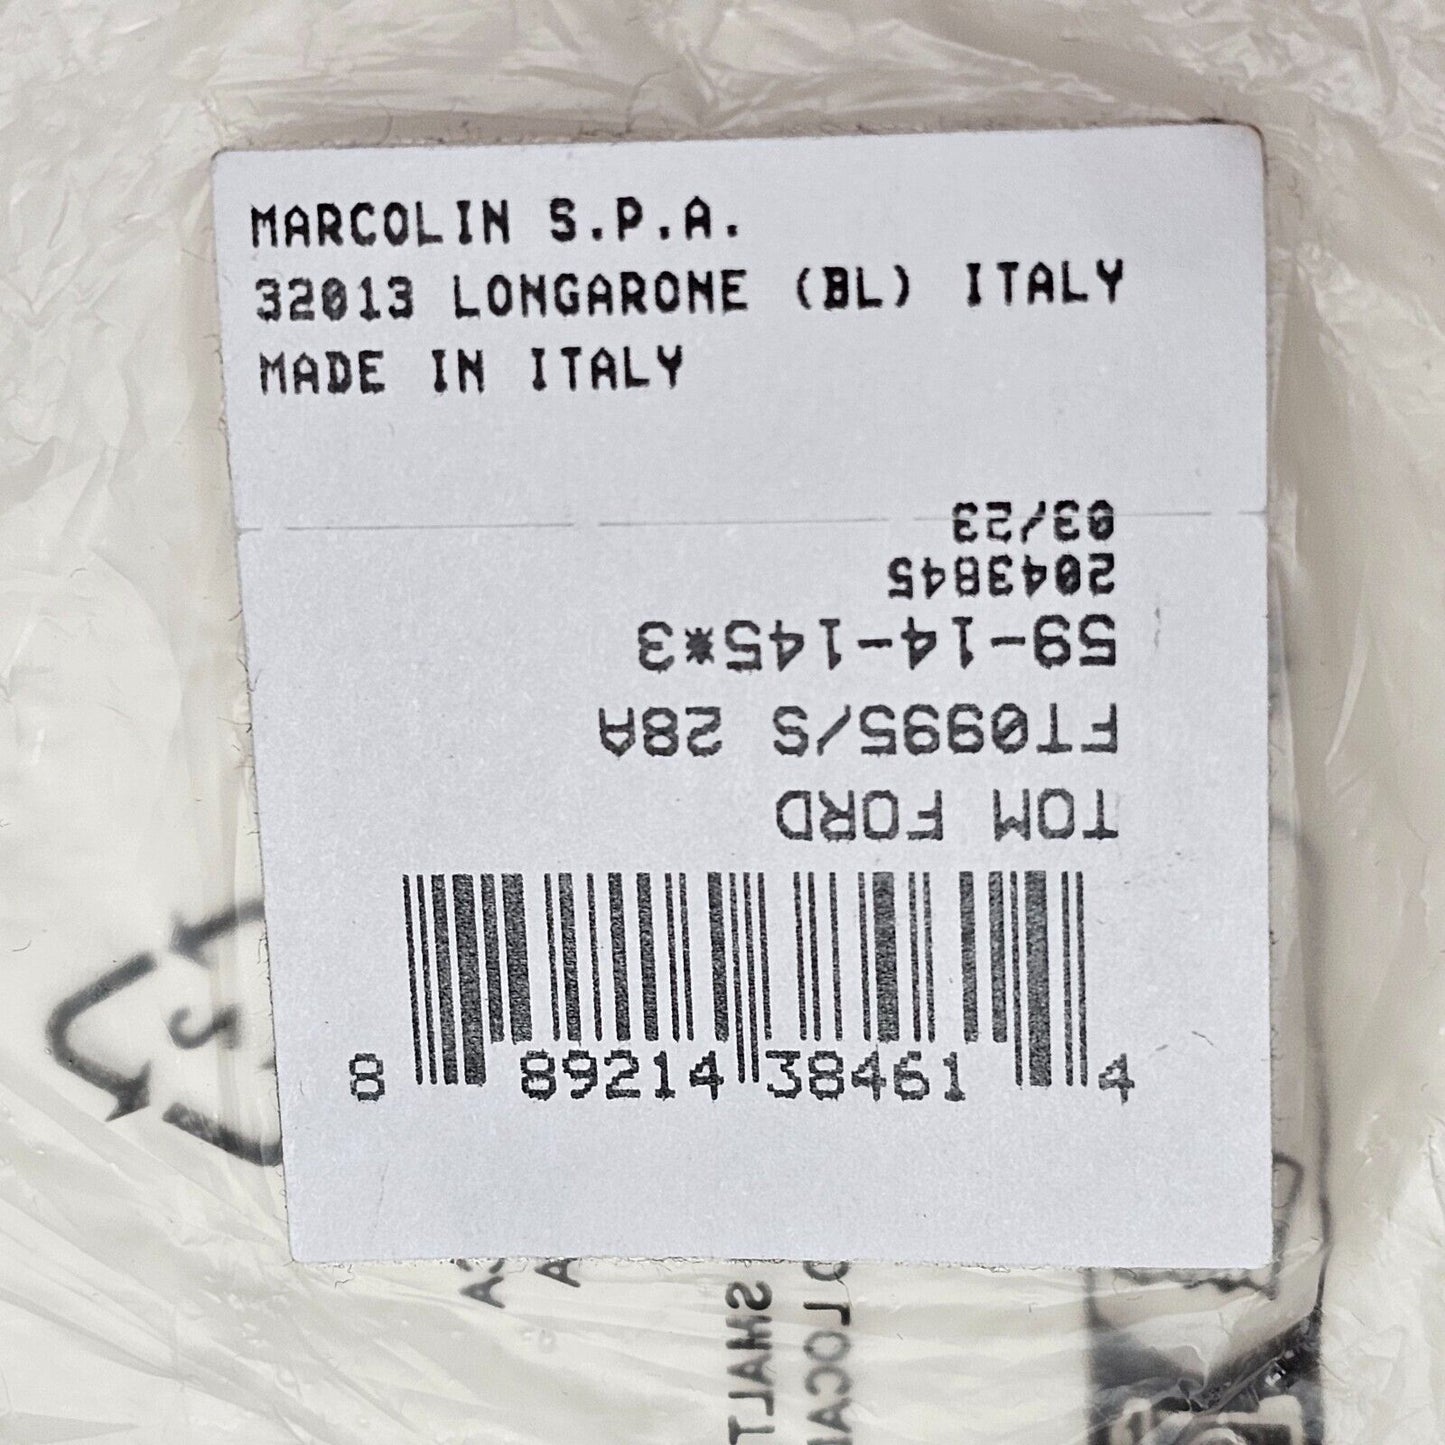 MARCOLIN S.P.A.
32013 LONGARONE (BL) ITALY
MADE IN ITALY
TOM FORD
FT0995/S 28A
59-14-145*3
2043845
03/23
8 89214 38461 4